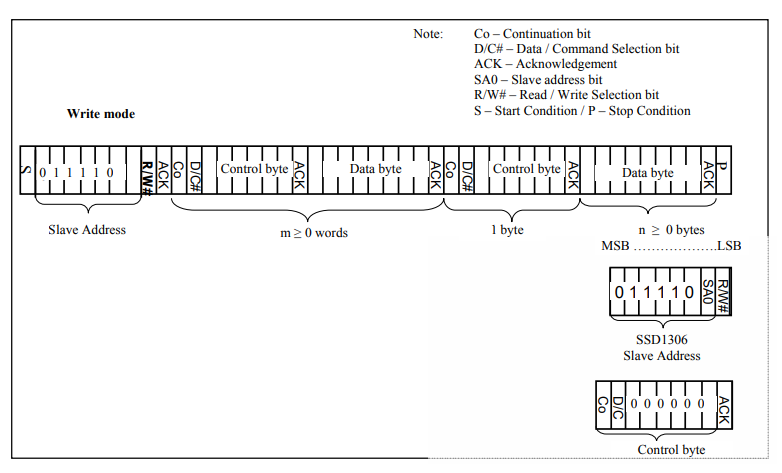 Note: Co – Continuation bit
D/C# – Data / Command Selection bit
ACK – Acknowledgement
SA0 – Slave address bit
R/W# – Read / Write Selection bit
S – Start Condition / P – Stop Condition
Write mode
S 0 1 1 1 1 0 R/W# ACK Co D/C# Control byte ACK Data byte ACK Co D/C# Control byte ACK Data byte ACK P
Slave Address m ≥ 0 words 1 byte n ≥ 0 bytes
MSB ……………….LSB
0 1 1 1 1 0 SA0 R/W#
SSD1306
Slave Address
Co D/C 0 0 0 0 0 0 ACK
Control byte